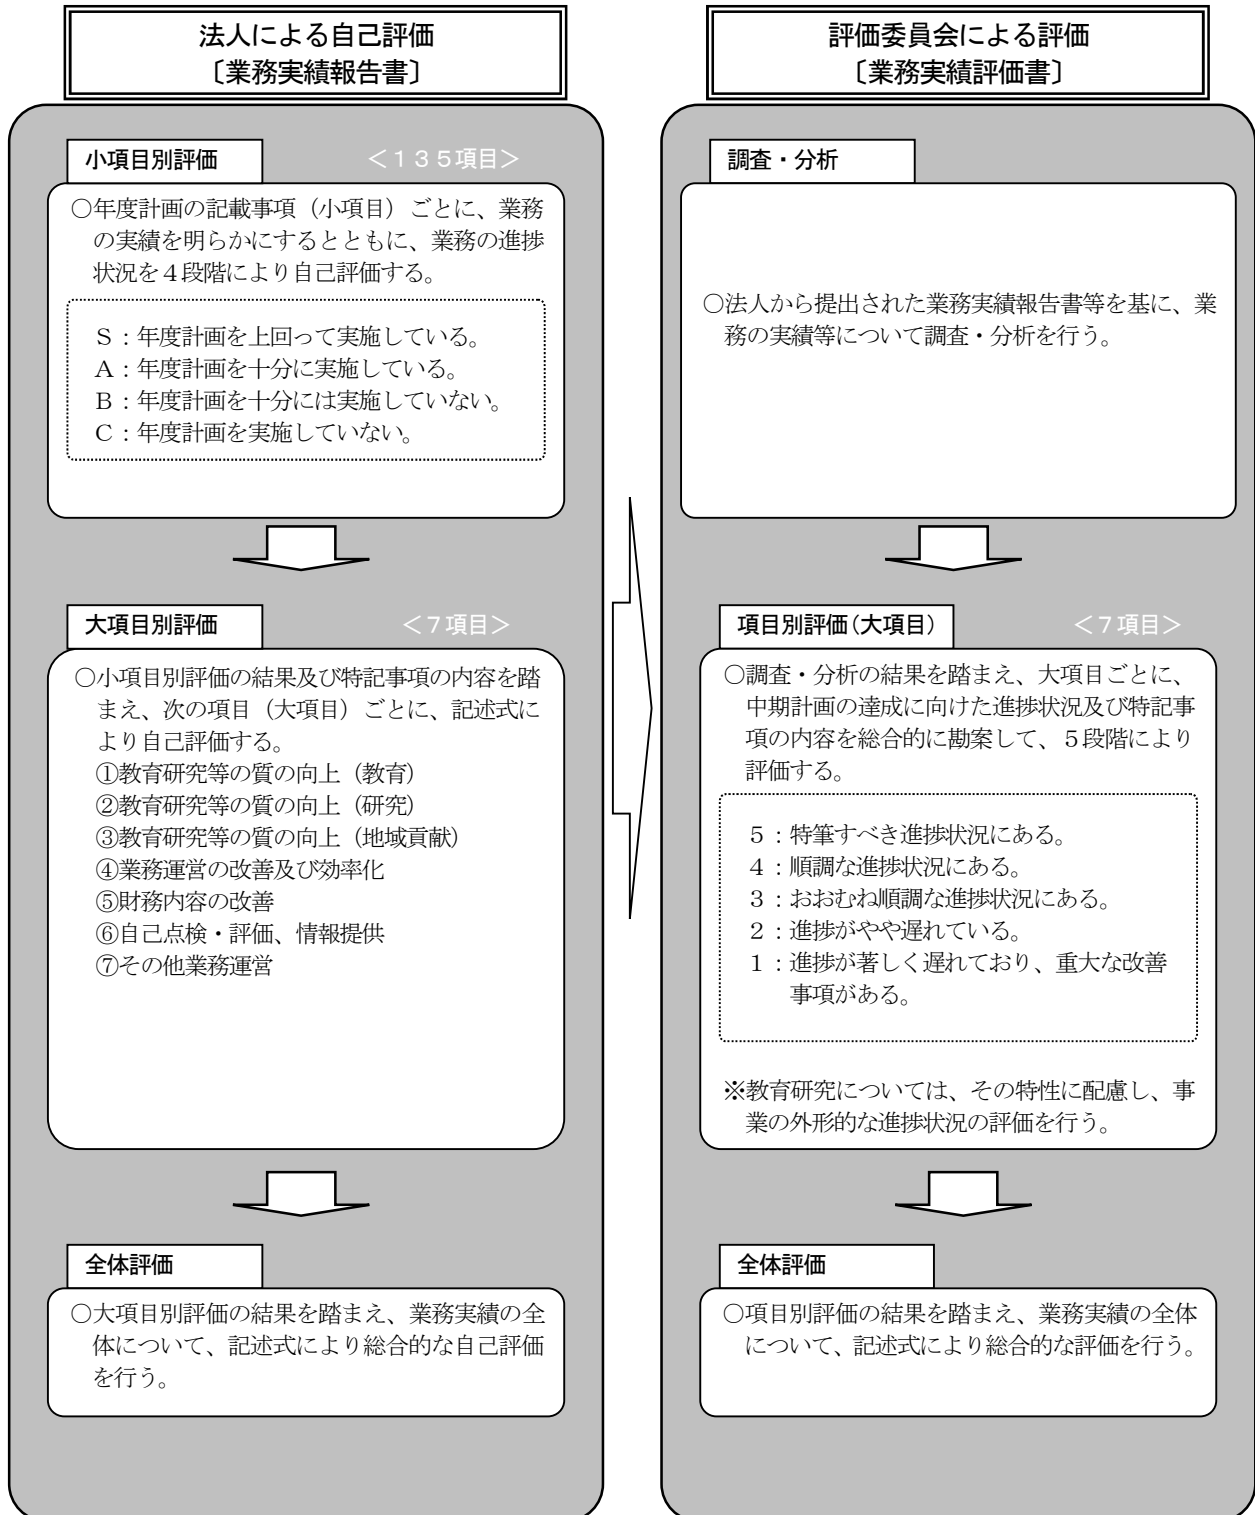 法人による自己評価
〔業務実績報告書〕
小項目別評価
＜１３５項目＞
○年度計画の記載事項（小項目）ごとに、業務
の実績を明らかにするとともに、業務の進捗
状況を４段階により自己評価する。
Ｓ：年度計画を上回って実施している。
Ａ：年度計画を十分に実施している。
Ｂ：年度計画を十分には実施していない。
Ｃ：年度計画を実施していない。
大項目別評価
＜７項目＞
○小項目別評価の結果及び特記事項の内容を踏
まえ、次の項目（大項目）ごとに、記述式に
より自己評価する。
①教育研究等の質の向上（教育）
②教育研究等の質の向上（研究）
③教育研究等の質の向上（地域貢献）
④業務運営の改善及び効率化
⑤財務内容の改善
⑥自己点検・評価、情報提供
⑦その他業務運営
全体評価
○大項目別評価の結果を踏まえ、業務実績の全
体について、記述式により総合的な自己評価
を行う。
評価委員会による評価
〔業務実績評価書〕
調査・分析
○法人から提出された業務実績報告書等を基に、業
務の実績等について調査・分析を行う。
項目別評価（大項目）
＜７項目＞
○調査・分析の結果を踏まえ、大項目ごとに、
中期計画の達成に向けた進捗状況及び特記事
項の内容を総合的に勘案して、５段階により
評価する。
５：特筆すべき進捗状況にある。
４：順調な進捗状況にある。
３：おおむね順調な進捗状況にある。
２：進捗がやや遅れている。
１：進捗が著しく遅れており、重大な改善
事項がある。
※教育研究については、その特性に配慮し、事
業の外形的な進捗状況の評価を行う。
全体評価
○項目別評価の結果を踏まえ、業務実績の全体
について、記述式により総合的な評価を行う。